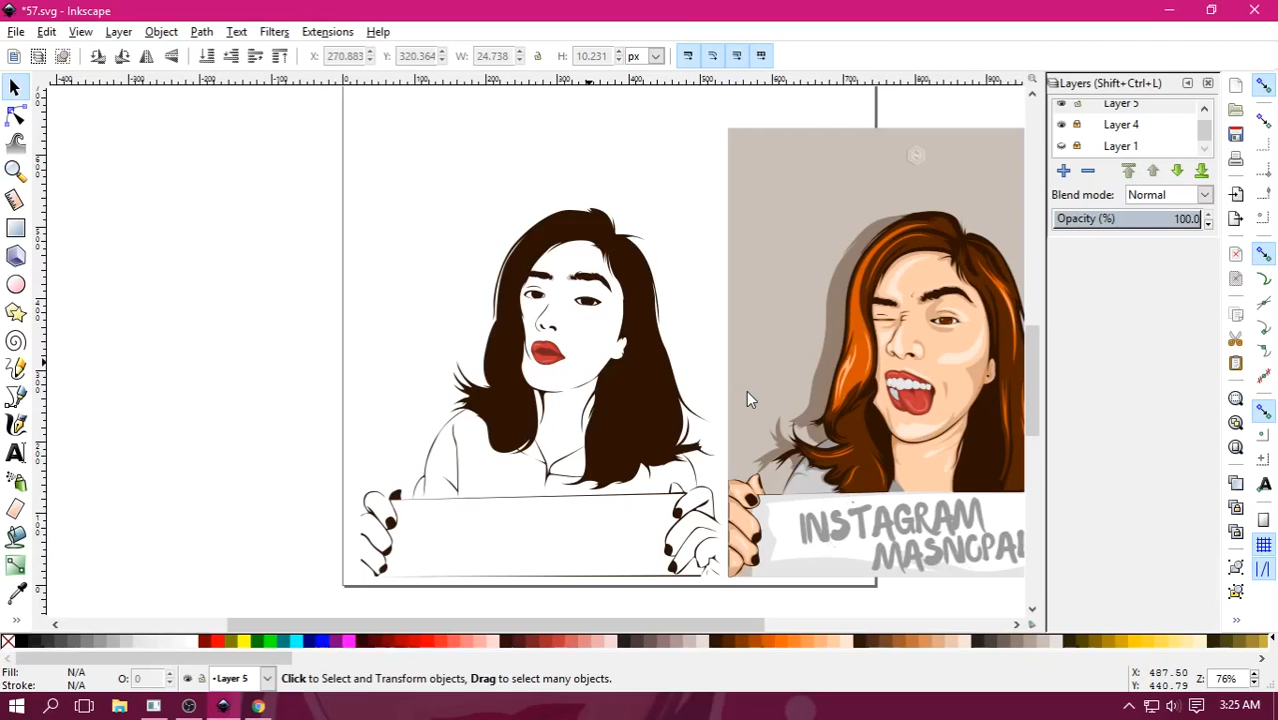 *57.svg - Inkscape
File Edit View Layer Object Path Text Filters Extensions Help
X: 270.883 Y: 320.364 W: 24.738 H: 10.231 px
Layers (Shift+Ctrl+L)
Layer 5
Layer 4
Layer 1
Blend mode: Normal
Opacity (%) 100.0
INSTAGRAM
MASNOPAL
Fill: N/A
Stroke: N/A
O: 0
•Layer 5
Click to Select and Transform objects, Drag to select many objects.
X: 487.50
Y: 440.79
Z: 76%
3:25 AM